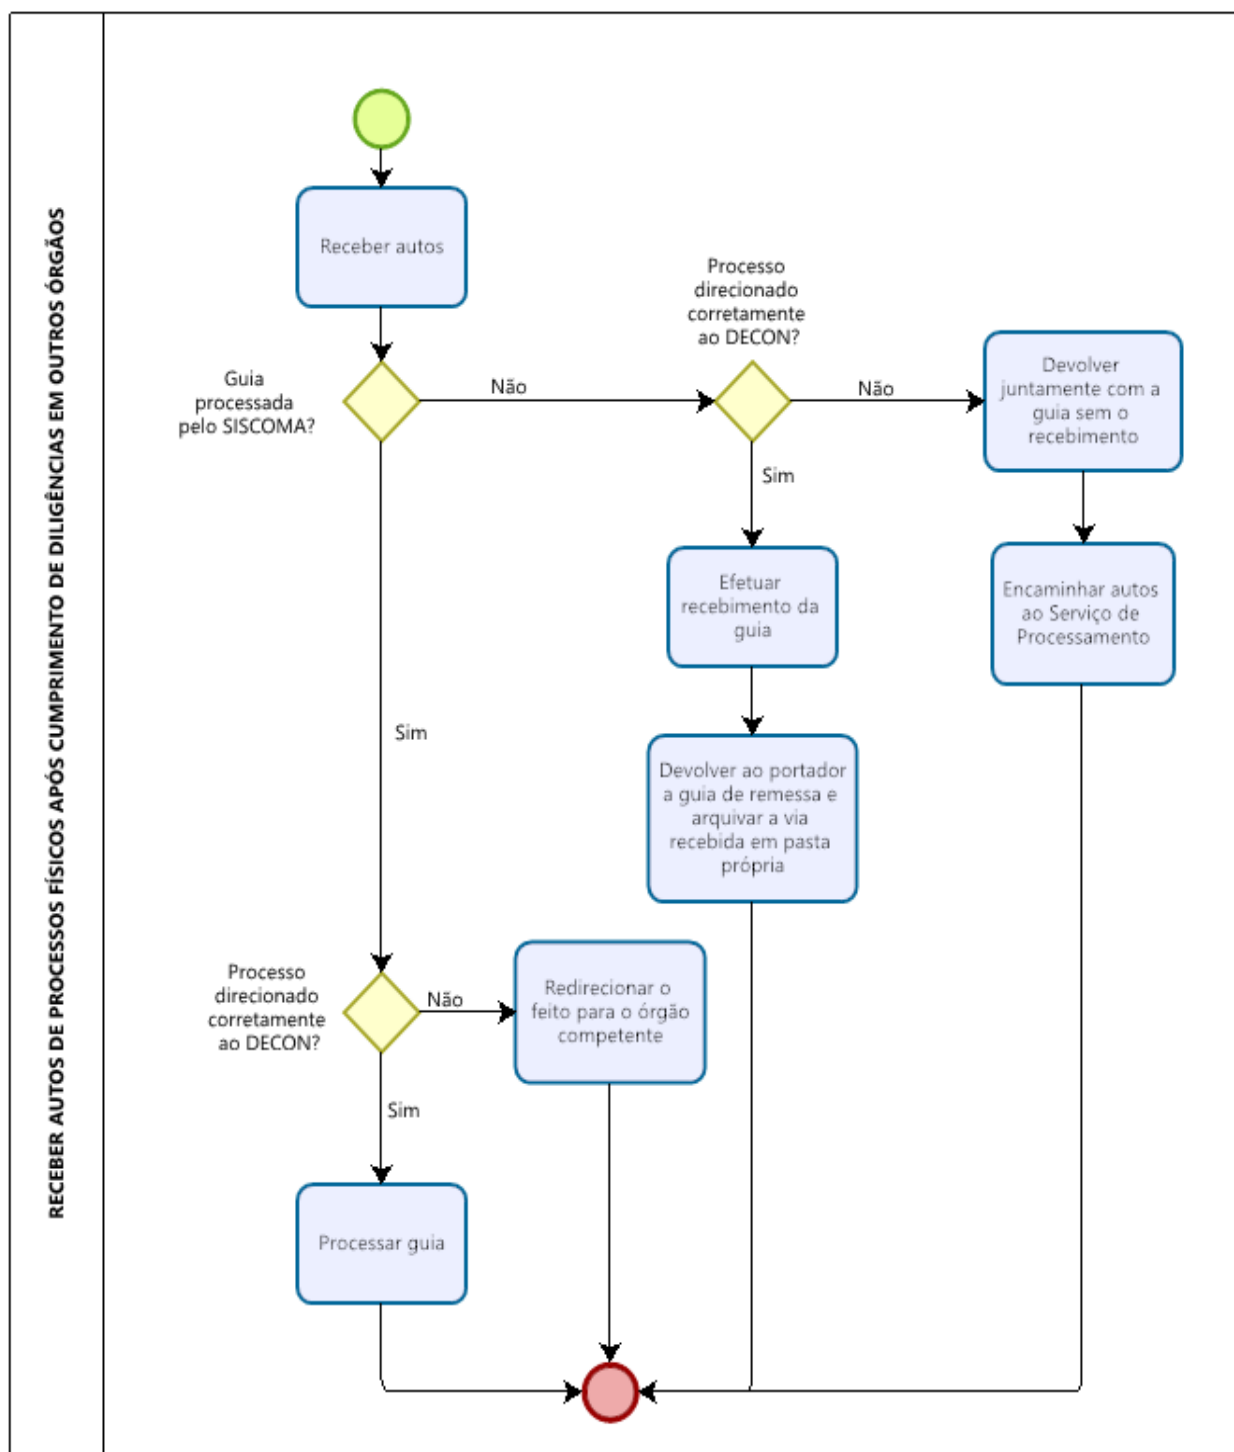 RECEBER AUTOS DE PROCESSOS FÍSICOS APÓS CUMPRIMENTO DE DILIGÊNCIAS EM OUTROS ÓRGÃOS
Receber autos
Guia
processada
pelo SISCOMA?
Não
Processo
direcionado
corretamente
ao DECON?
Não
Devolver
juntamente com a
guia sem o
recebimento
Encaminhar autos
ao Serviço de
Processamento
Sim
Efetuar
recebimento da
guia
Devolver ao portador
a guia de remessa e
arquivar a via
recebida em pasta
própria
Sim
Processo
direcionado
corretamente
ao DECON?
Não
Redirecionar o
feito para o órgão
competente
Sim
Processar guia